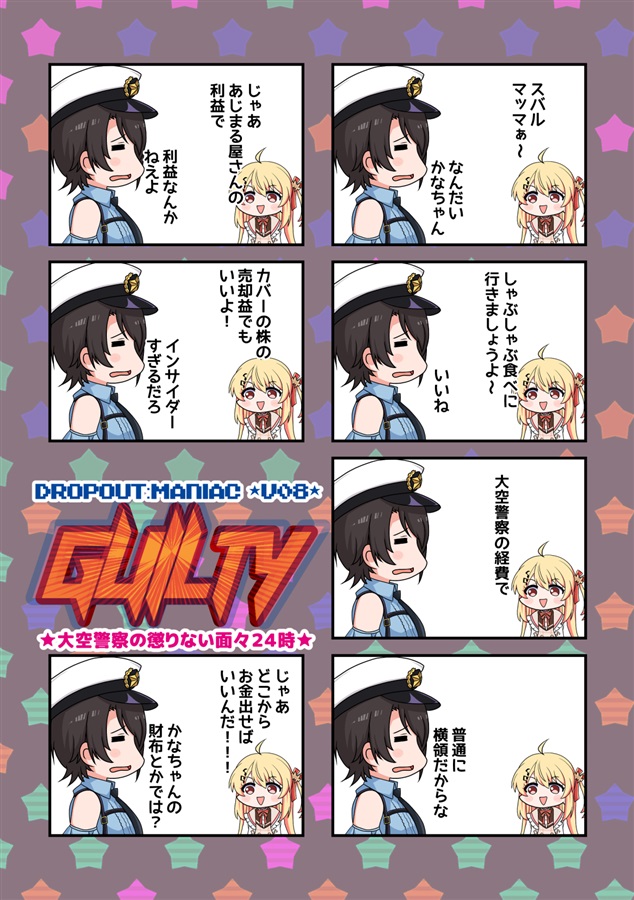 スバル
マッマぁ～
なんだい
かなちゃん
しゃぶしゃぶ食べに
行きましょうよ～
いいね
大空警察の経費で
普通に
横領だからな
じゃあ
あじまる屋さんの
利益で
利益なんか
ねえよ
カバーの株の
売却益でも
いいよ！
インサイダー
すぎるだろ
DROPOUT:MANIAC ★V08★
GUILTY
★大空警察の懲りない面々24時★
じゃあ
どこから
お金出せば
いいんだ！！！
かなちゃんの
財布とかでは？